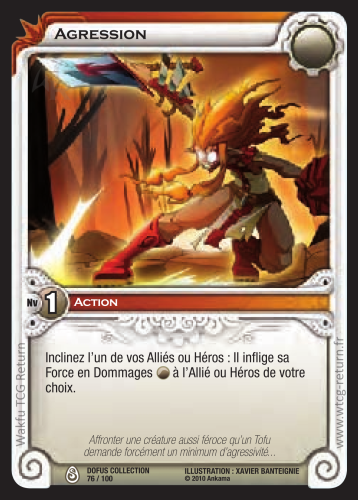 AGRESSION
Nv 1 ACTION
Inclinez l'un de vos Alliés ou Héros : Il inflige sa
Force en Dommages à l'Allié ou Héros de votre
choix.
Affronter une créature aussi féroce qu'un Tofu
demande forcément un minimum d'agressivité...
DOFUS COLLECTION
76 / 100
ILLUSTRATION : XAVIER BANTEIGNIE
© 2010 Ankama
Wakfu TCG Return
www.wtcg-return.fr